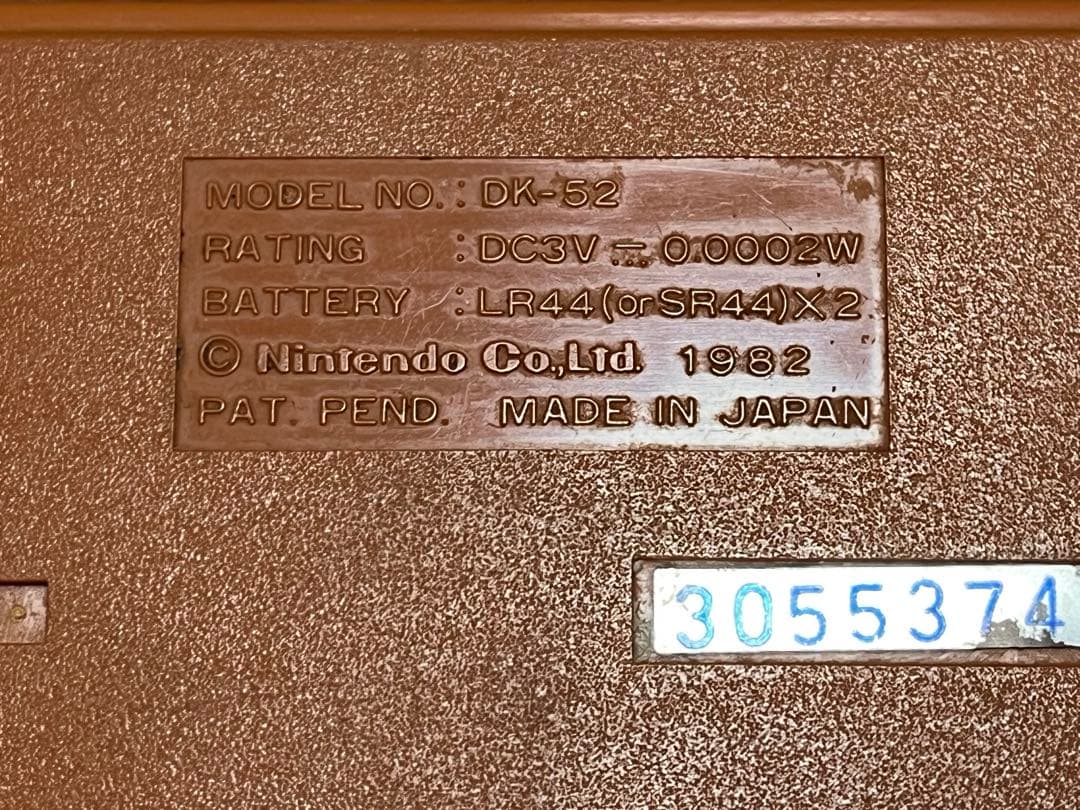 MODEL NO. : DK-52
RATING : DC3V ⎓ 0.0002W
BATTERY : LR44(or SR44)X2
© Nintendo Co.,Ltd. 1982
PAT. PEND. MADE IN JAPAN
3055374